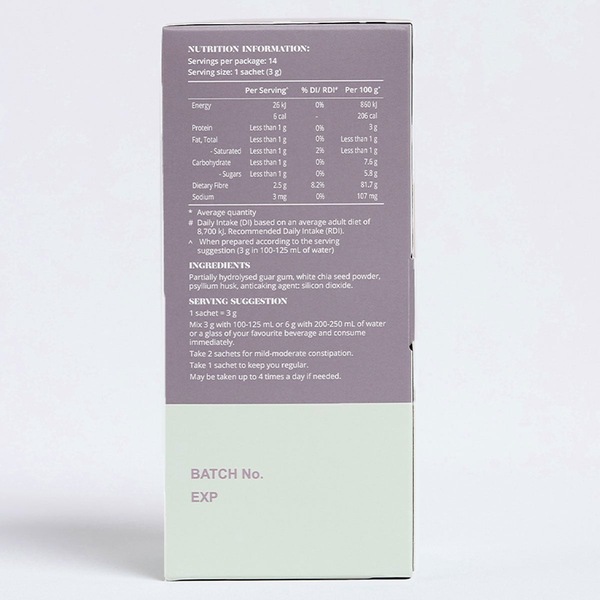 NUTRITION INFORMATION:
Servings per package: 14
Serving size: 1 sachet (3 g)
Per Serving^ % DI/ RDI# Per 100 g*
Energy 26 kJ 0% 860 kJ
6 cal - 206 cal
Protein Less than 1 g 0% 3 g
Fat, Total Less than 1 g 0% Less than 1 g
- Saturated Less than 1 g 2% Less than 1 g
Carbohydrate Less than 1 g 0% 7.6 g
- Sugars Less than 1 g 0% 5.8 g
Dietary Fibre 2.5 g 8.2% 81.7 g
Sodium 3 mg 0% 107 mg
* Average quantity
# Daily Intake (DI) based on an average adult diet of
8,700 kJ, Recommended Daily Intake (RDI).
^ When prepared according to the serving
suggestion (3 g in 100-125 mL of water)
INGREDIENTS
Partially hydrolysed guar gum, white chia seed powder,
psyllium husk, anticaking agent: silicon dioxide.
SERVING SUGGESTION
1 sachet = 3 g
Mix 3 g with 100-125 mL or 6 g with 200-250 mL of water
or a glass of your favourite beverage and consume
immediately.
Take 2 sachets for mild-moderate constipation.
Take 1 sachet to keep you regular.
May be taken up to 4 times a day if needed.
BATCH No.
EXP